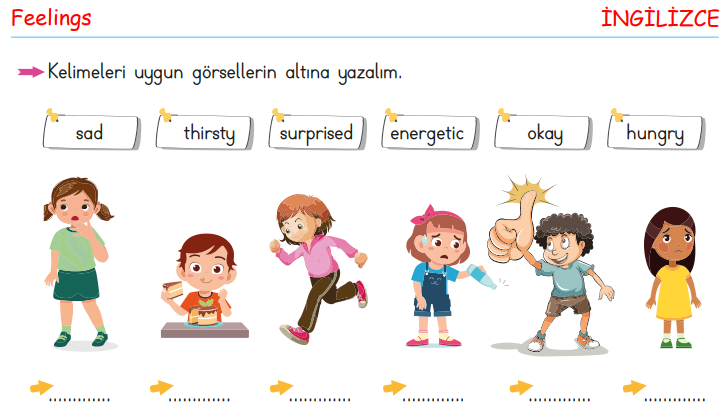 Feelings İNGİLİZCE
Kelimeleri uygun görsellerin altına yazalım.
sad thirsty surprised energetic okay hungry
............. ............. ............. ............. ............. .............